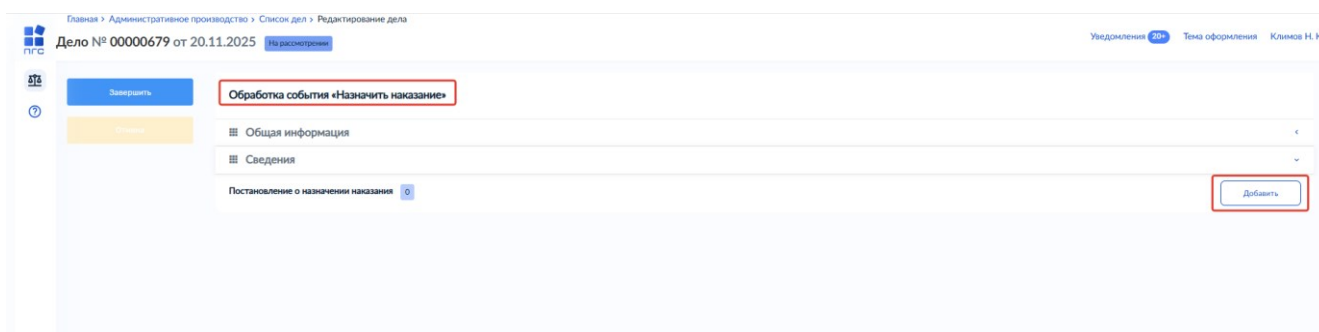 Главная > Административное производство > Список дел > Редактирование дела
ПГС
Дело № 00000679 от 20.11.2025 На рассмотрении
Уведомления 20+ Тема оформления Климов Н. К
Завершить
Обработка события «Назначить наказание»
Общая информация
Сведения
Постановление о назначении наказания 0
Добавить